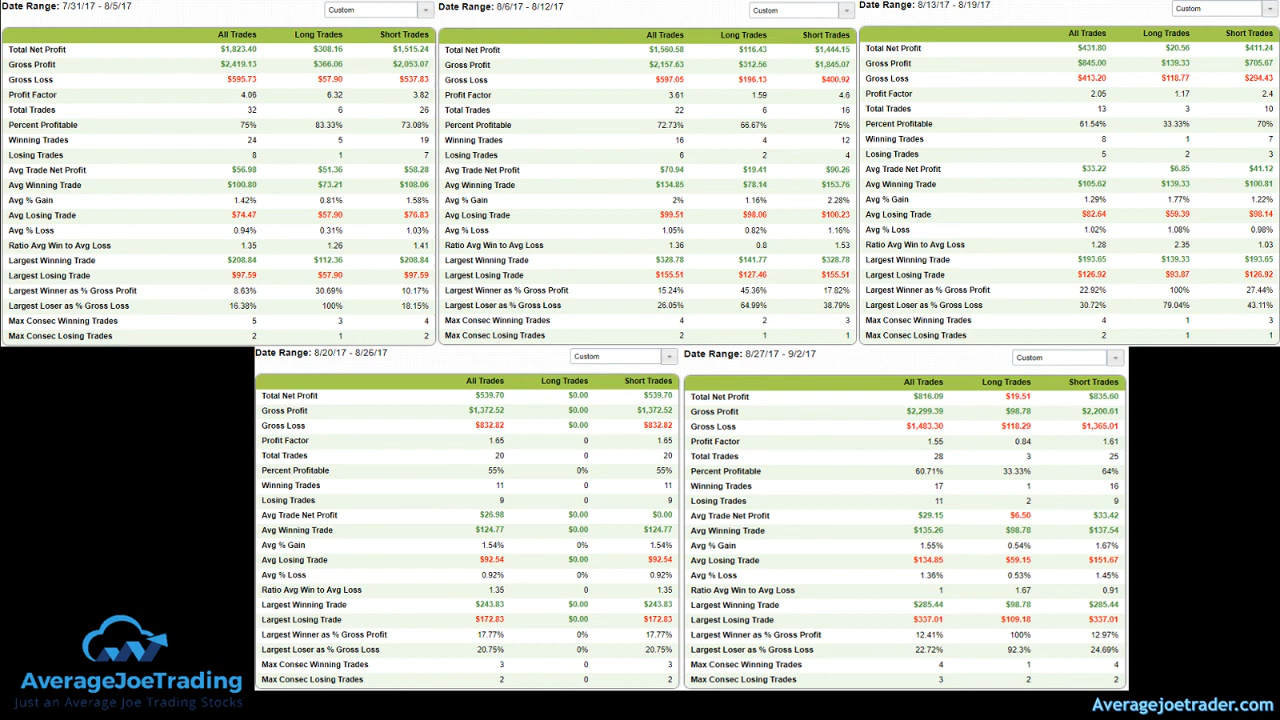 Date Range: 7/31/17 - 8/5/17
Custom
All Trades Long Trades Short Trades
Total Net Profit $1,823.40 $308.16 $1,515.24
Gross Profit $2,419.13 $366.06 $2,053.07
Gross Loss $595.73 $57.90 $537.83
Profit Factor 4.06 6.32 3.82
Total Trades 32 6 26
Percent Profitable 75% 83.33% 73.08%
Winning Trades 24 5 19
Losing Trades 8 1 7
Avg Trade Net Profit $56.98 $51.36 $58.28
Avg Winning Trade $100.80 $73.21 $108.06
Avg % Gain 1.42% 0.81% 1.58%
Avg Losing Trade $74.47 $57.90 $76.83
Avg % Loss 0.94% 0.31% 1.03%
Ratio Avg Win to Avg Loss 1.35 1.26 1.41
Largest Winning Trade $208.84 $112.36 $208.84
Largest Losing Trade $97.59 $57.90 $97.59
Largest Winner as % Gross Profit 8.63% 30.69% 10.17%
Largest Loser as % Gross Loss 16.38% 100% 18.15%
Max Consec Winning Trades 5 3 4
Max Consec Losing Trades 2 1 2
Date Range: 8/6/17 - 8/12/17
Custom
All Trades Long Trades Short Trades
Total Net Profit $1,560.58 $116.43 $1,444.15
Gross Profit $2,157.63 $312.56 $1,845.07
Gross Loss $597.05 $196.13 $400.92
Profit Factor 3.61 1.59 4.6
Total Trades 22 6 16
Percent Profitable 72.73% 66.67% 75%
Winning Trades 16 4 12
Losing Trades 6 2 4
Avg Trade Net Profit $70.94 $19.41 $90.26
Avg Winning Trade $134.85 $78.14 $153.76
Avg % Gain 2% 1.16% 2.28%
Avg Losing Trade $99.51 $98.06 $100.23
Avg % Loss 1.05% 0.82% 1.16%
Ratio Avg Win to Avg Loss 1.36 0.8 1.53
Largest Winning Trade $328.78 $141.77 $328.78
Largest Losing Trade $155.51 $127.46 $155.51
Largest Winner as % Gross Profit 15.24% 45.36% 17.82%
Largest Loser as % Gross Loss 26.05% 64.99% 38.79%
Max Consec Winning Trades 4 2 3
Max Consec Losing Trades 2 1 1
Date Range: 8/13/17 - 8/19/17
Custom
All Trades Long Trades Short Trades
Total Net Profit $431.80 $20.56 $411.24
Gross Profit $845.00 $139.33 $705.67
Gross Loss $413.20 $118.77 $294.43
Profit Factor 2.05 1.17 2.4
Total Trades 13 3 10
Percent Profitable 61.54% 33.33% 70%
Winning Trades 8 1 7
Losing Trades 5 2 3
Avg Trade Net Profit $33.22 $6.85 $41.12
Avg Winning Trade $105.62 $139.33 $100.81
Avg % Gain 1.29% 1.77% 1.22%
Avg Losing Trade $82.64 $59.39 $98.14
Avg % Loss 1.02% 1.08% 0.98%
Ratio Avg Win to Avg Loss 1.28 2.35 1.03
Largest Winning Trade $193.65 $139.33 $193.65
Largest Losing Trade $126.92 $93.87 $126.92
Largest Winner as % Gross Profit 22.92% 100% 27.44%
Largest Loser as % Gross Loss 30.72% 79.04% 43.11%
Max Consec Winning Trades 4 1 3
Max Consec Losing Trades 2 1 1
Date Range: 8/20/17 - 8/26/17
Custom
All Trades Long Trades Short Trades
Total Net Profit $539.70 $0.00 $539.70
Gross Profit $1,372.52 $0.00 $1,372.52
Gross Loss $832.82 $0.00 $832.82
Profit Factor 1.65 0 1.65
Total Trades 20 0 20
Percent Profitable 55% 0% 55%
Winning Trades 11 0 11
Losing Trades 9 0 9
Avg Trade Net Profit $26.98 $0.00 $0.00
Avg Winning Trade $124.77 $0.00 $124.77
Avg % Gain 1.54% 0% 1.54%
Avg Losing Trade $92.54 $0.00 $92.54
Avg % Loss 0.92% 0% 0.92%
Ratio Avg Win to Avg Loss 1.35 0 1.35
Largest Winning Trade $243.83 $0.00 $243.83
Largest Losing Trade $172.83 $0.00 $172.83
Largest Winner as % Gross Profit 17.77% 0% 17.77%
Largest Loser as % Gross Loss 20.75% 0% 20.75%
Max Consec Winning Trades 3 0 3
Max Consec Losing Trades 2 0 2
Date Range: 8/27/17 - 9/2/17
Custom
All Trades Long Trades Short Trades
Total Net Profit $816.09 $19.51 $835.60
Gross Profit $2,299.39 $98.78 $2,200.61
Gross Loss $1,483.30 $118.29 $1,365.01
Profit Factor 1.55 0.84 1.61
Total Trades 28 3 25
Percent Profitable 60.71% 33.33% 64%
Winning Trades 17 1 16
Losing Trades 11 2 9
Avg Trade Net Profit $29.15 $6.50 $33.42
Avg Winning Trade $135.26 $98.78 $137.54
Avg % Gain 1.55% 0.54% 1.67%
Avg Losing Trade $134.85 $59.15 $151.67
Avg % Loss 1.36% 0.53% 1.45%
Ratio Avg Win to Avg Loss 1 1.67 0.91
Largest Winning Trade $285.44 $98.78 $285.44
Largest Losing Trade $337.01 $109.18 $337.01
Largest Winner as % Gross Profit 12.41% 100% 12.97%
Largest Loser as % Gross Loss 22.72% 92.3% 24.69%
Max Consec Winning Trades 4 1 4
Max Consec Losing Trades 3 2 2
AverageJoeTrading
Just an Average Joe Trading Stocks
Averagejoetrader.com